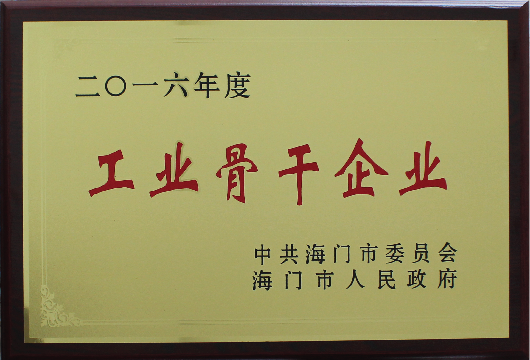 二〇一六年度
工业骨干企业
中共海门市委员会
海门市人民政府